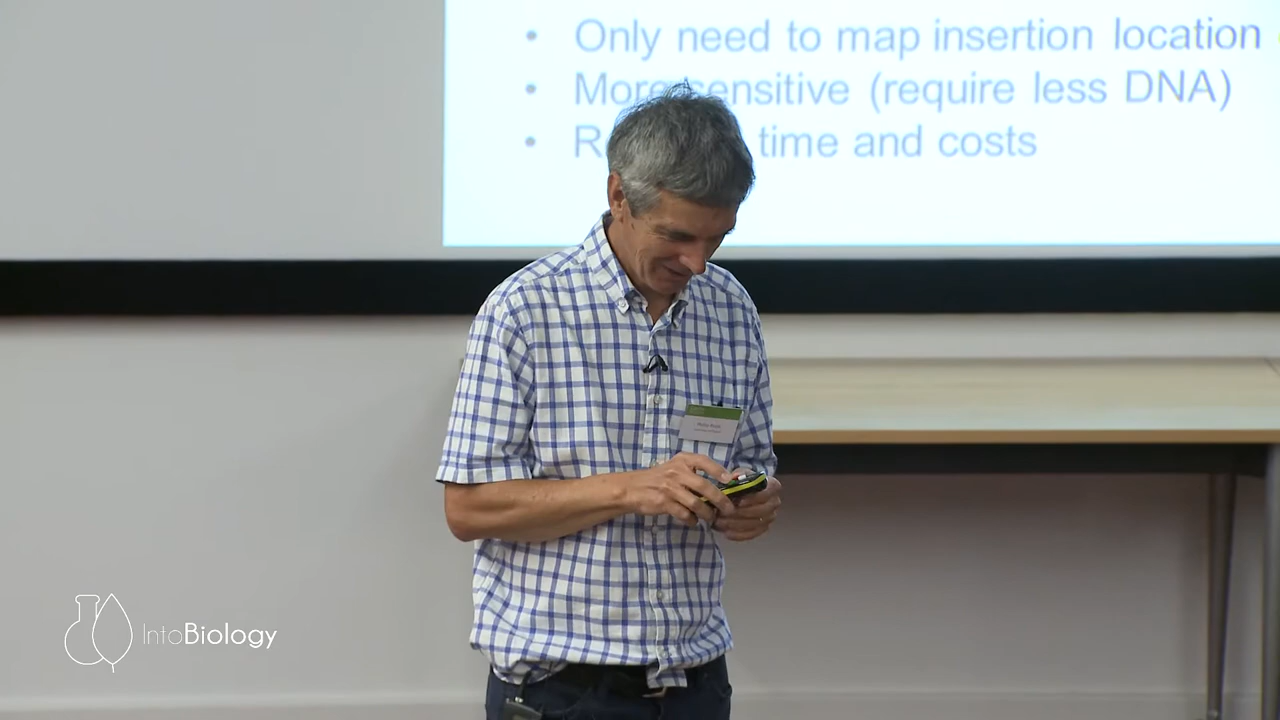 • Only need to map insertion location
• More sensitive (require less DNA)
• R time and costs
IntoBiology